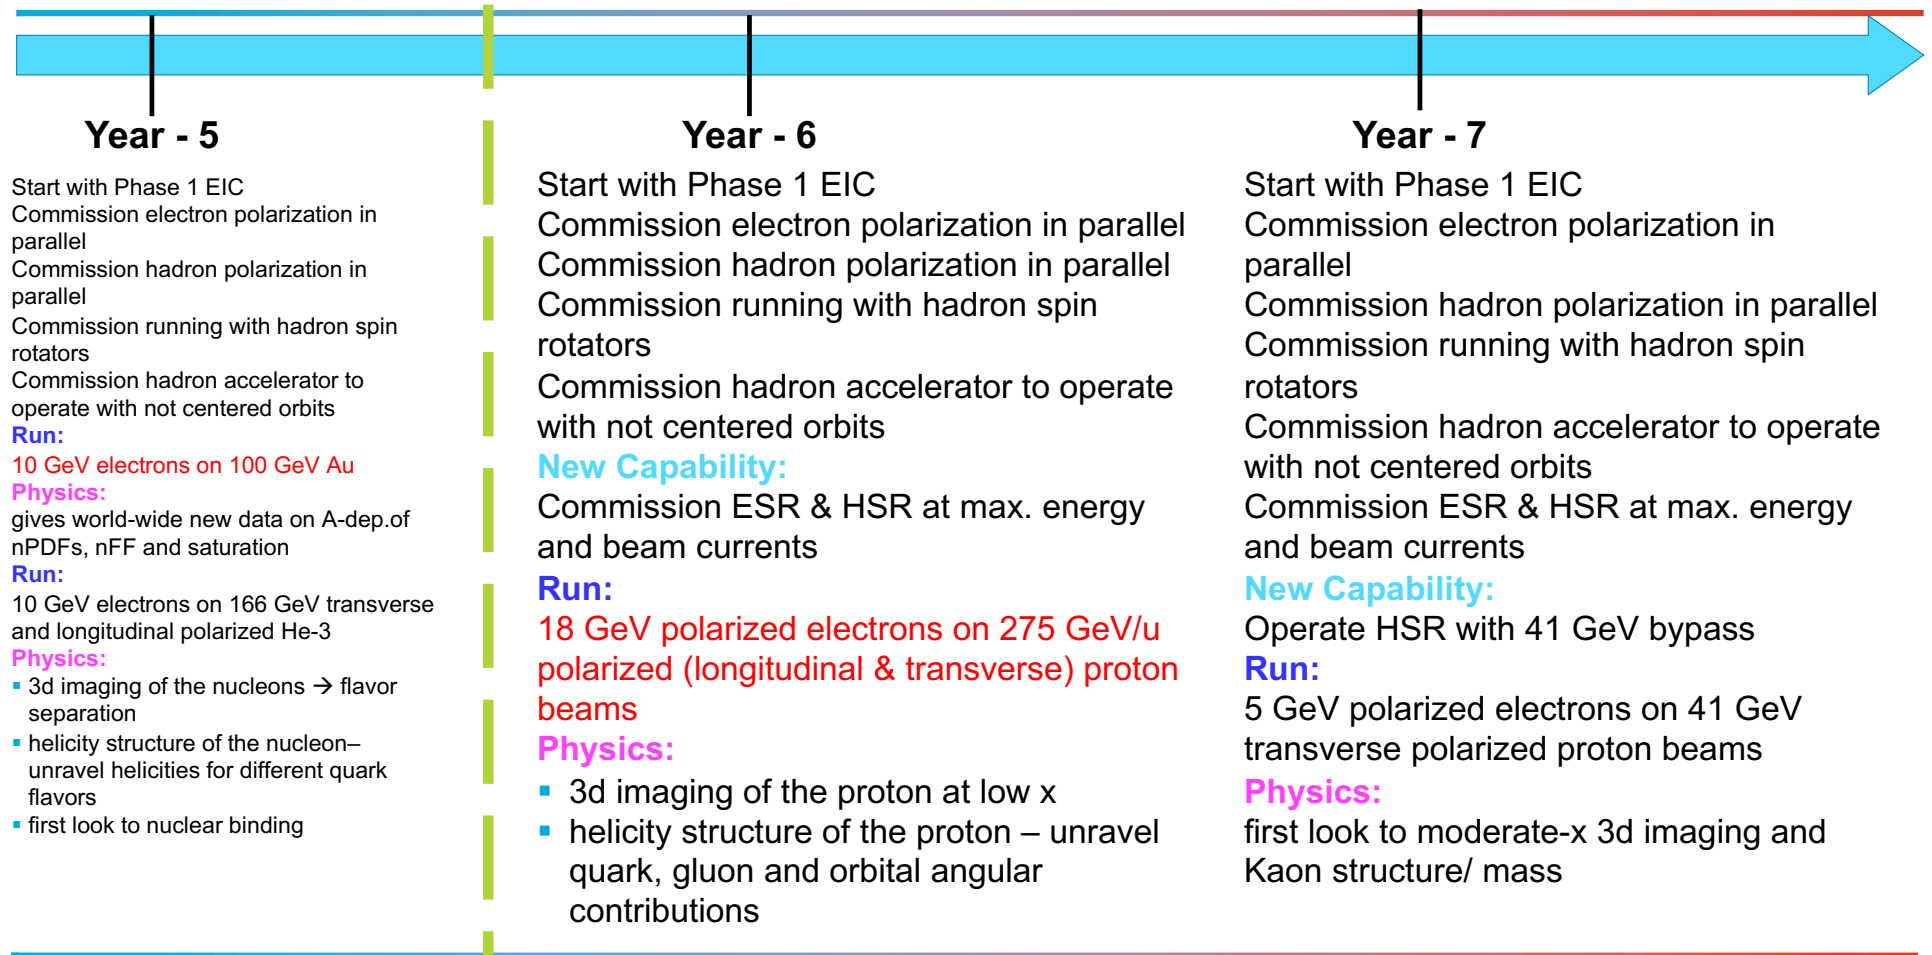 Year - 5
Start with Phase 1 EIC
Commission electron polarization in
parallel
Commission hadron polarization in
parallel
Commission running with hadron spin
rotators
Commission hadron accelerator to
operate with not centered orbits
Run:
10 GeV electrons on 100 GeV Au
Physics:
gives world-wide new data on A-dep.of
nPDFs, nFF and saturation
Run:
10 GeV electrons on 166 GeV transverse
and longitudinal polarized He-3
Physics:
▪ 3d imaging of the nucleons → flavor
separation
▪ helicity structure of the nucleon–
unravel helicities for different quark
flavors
▪ first look to nuclear binding
Year - 6
Start with Phase 1 EIC
Commission electron polarization in parallel
Commission hadron polarization in parallel
Commission running with hadron spin
rotators
Commission hadron accelerator to operate
with not centered orbits
New Capability:
Commission ESR & HSR at max. energy
and beam currents
Run:
18 GeV polarized electrons on 275 GeV/u
polarized (longitudinal & transverse) proton
beams
Physics:
▪ 3d imaging of the proton at low x
▪ helicity structure of the proton – unravel
quark, gluon and orbital angular
contributions
Year - 7
Start with Phase 1 EIC
Commission electron polarization in
parallel
Commission hadron polarization in parallel
Commission running with hadron spin
rotators
Commission hadron accelerator to operate
with not centered orbits
Commission ESR & HSR at max. energy
and beam currents
New Capability:
Operate HSR with 41 GeV bypass
Run:
5 GeV polarized electrons on 41 GeV
transverse polarized proton beams
Physics:
first look to moderate-x 3d imaging and
Kaon structure/ mass